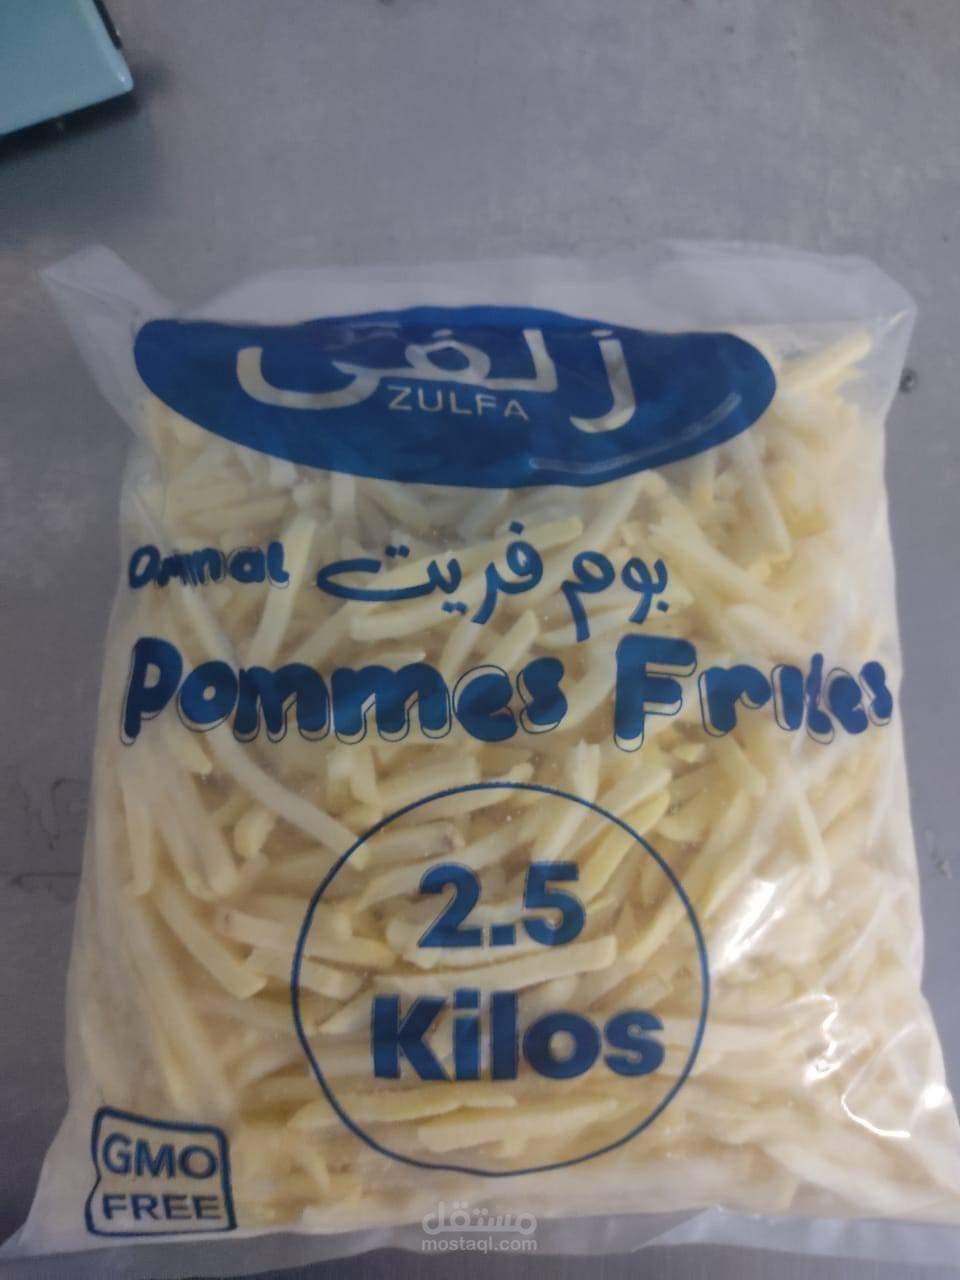 زلفى
ZULFA
بوم فريت
Pommes Frites
2.5
Kilos
GMO
FREE
مستقل
mostaql.com